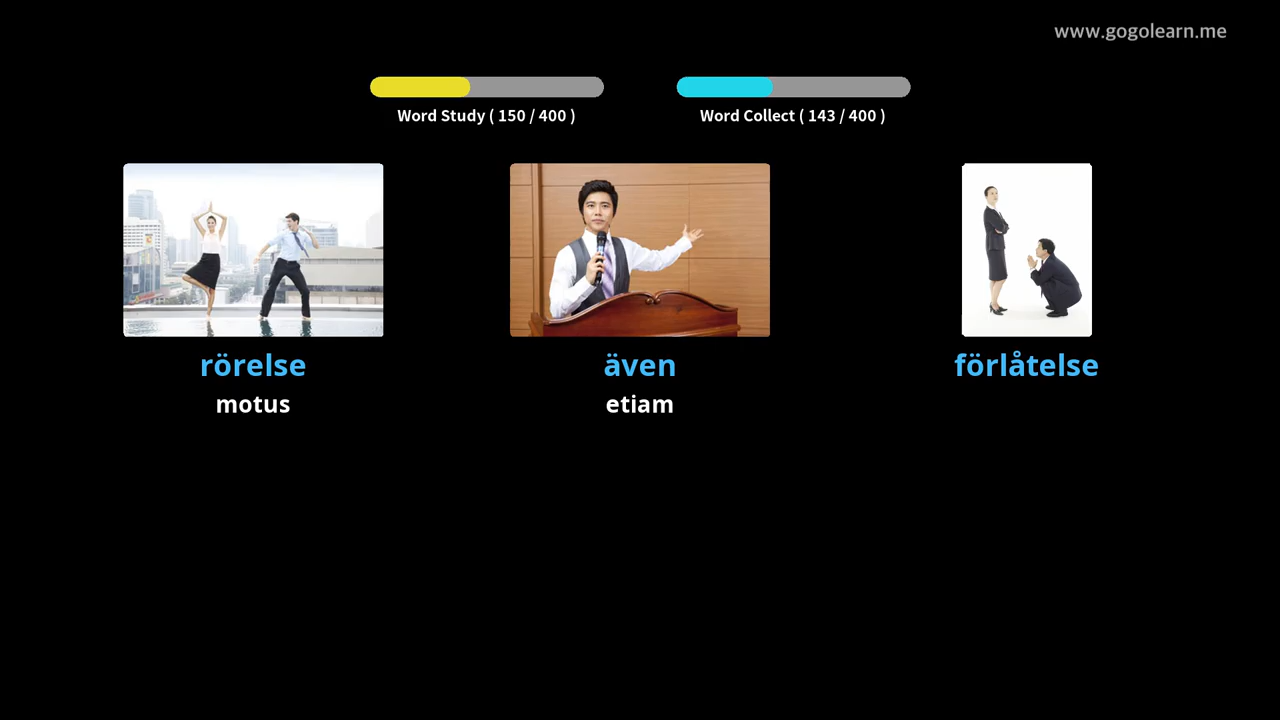 www.gogolearn.me
Word Study ( 150 / 400 )
Word Collect ( 143 / 400 )
rörelse
även
förlåtelse
motus
etiam